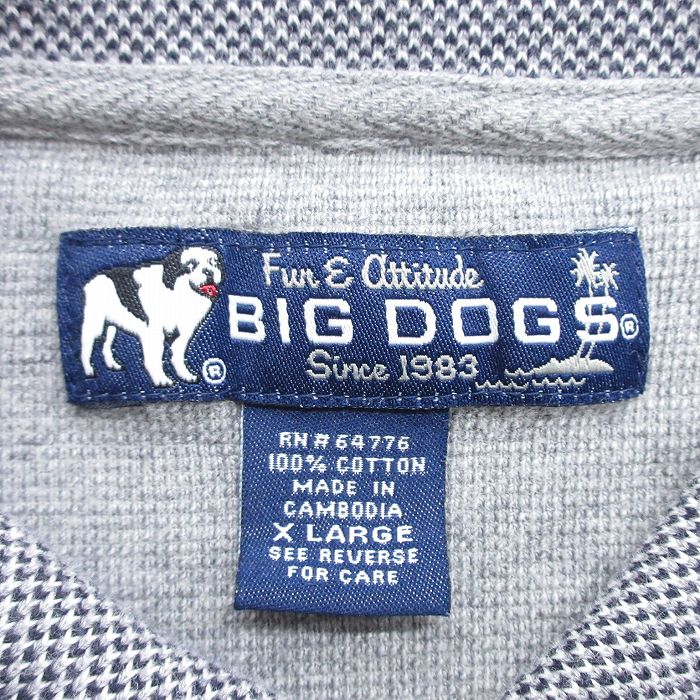 Fun & Attitude
BIG DOGS®
Since 1983
®
RN# 64776
100% COTTON
MADE IN
CAMBODIA
X LARGE
SEE REVERSE
FOR CARE